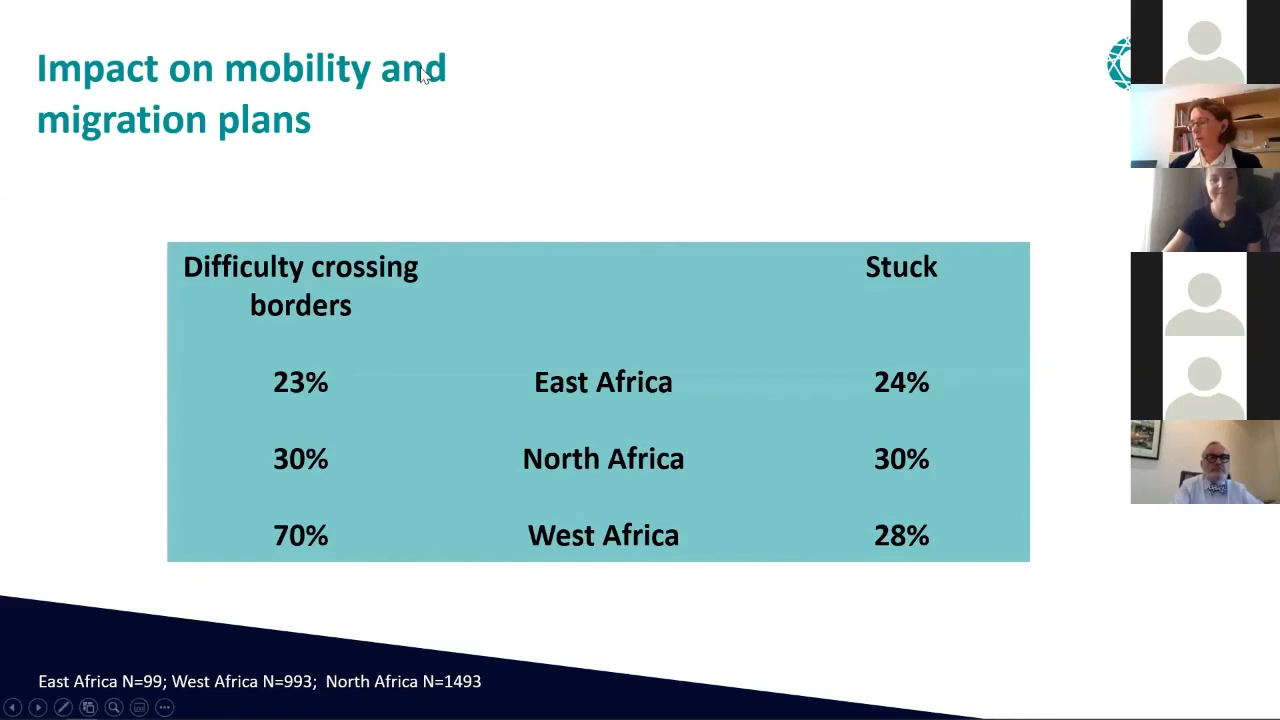 Impact on mobility and
migration plans
Difficulty crossing
borders
Stuck
23% East Africa 24%
30% North Africa 30%
70% West Africa 28%
East Africa N=99; West Africa N=993; North Africa N=1493